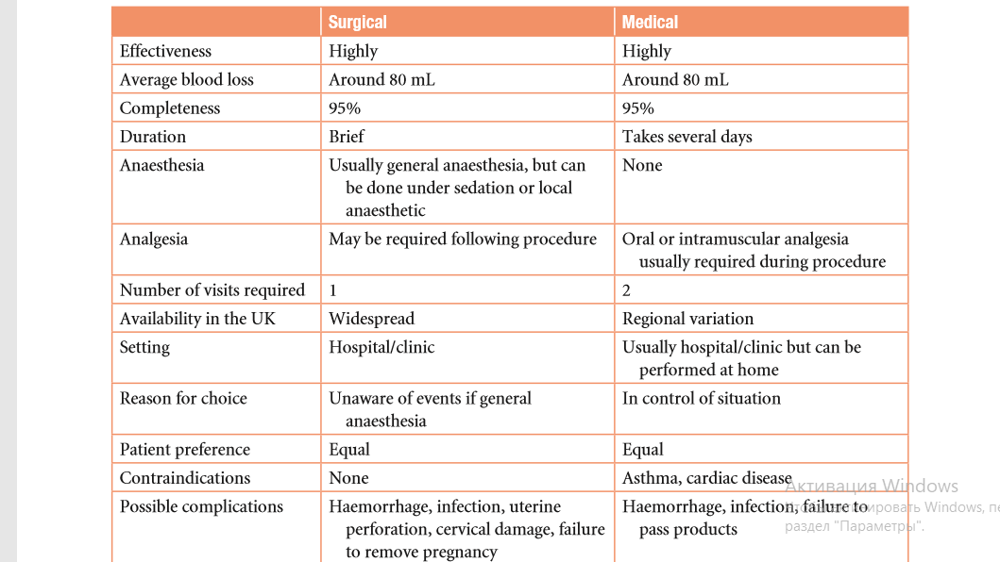 Surgical Medical
Effectiveness Highly Highly
Average blood loss Around 80 mL Around 80 mL
Completeness 95% 95%
Duration Brief Takes several days
Anaesthesia Usually general anaesthesia, but can None
be done under sedation or local
anaesthetic
Analgesia May be required following procedure Oral or intramuscular analgesia
usually required during procedure
Number of visits required 1 2
Availability in the UK Widespread Regional variation
Setting Hospital/clinic Usually hospital/clinic but can be
performed at home
Reason for choice Unaware of events if general In control of situation
anaesthesia
Patient preference Equal Equal
Contraindications None Asthma, cardiac disease
Possible complications Haemorrhage, infection, uterine Haemorrhage, infection, failure to
perforation, cervical damage, failure pass products
to remove pregnancy
Активация Windows
Windows,
раздел "Параметры".